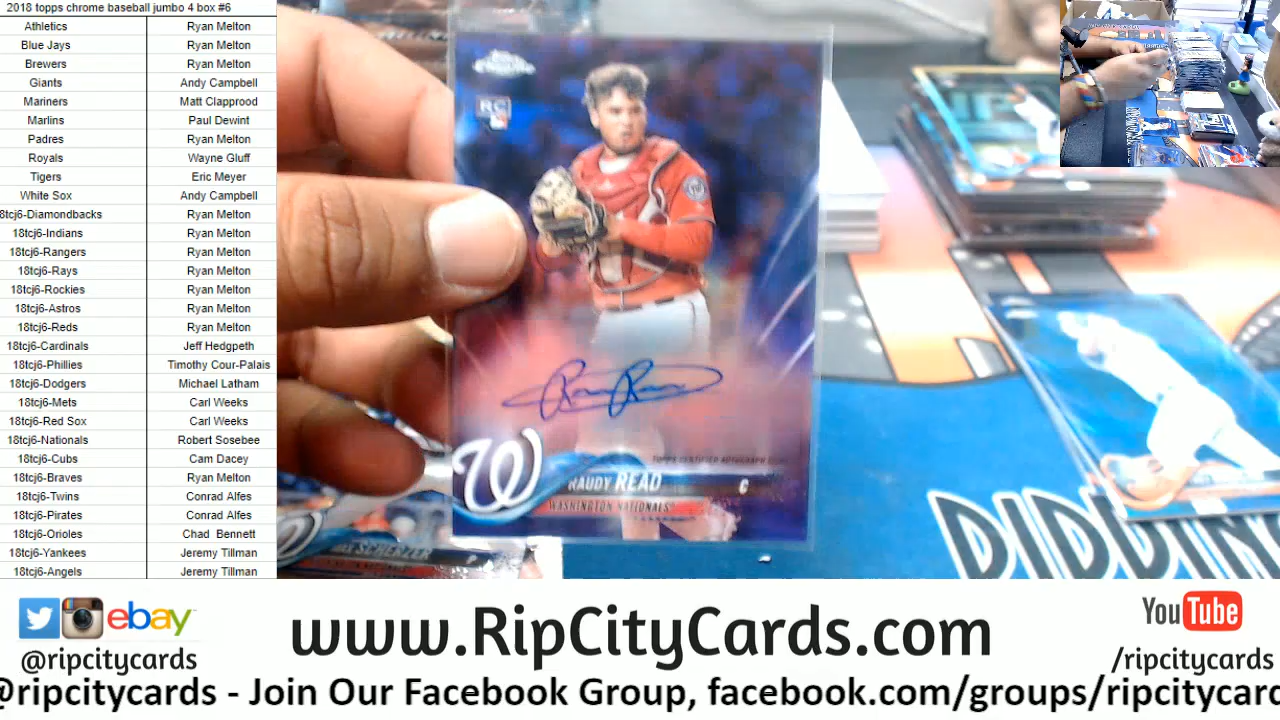 2018 topps chrome baseball jumbo 4 box #6
Athletics Ryan Melton
Blue Jays Ryan Melton
Brewers Ryan Melton
Giants Andy Campbell
Mariners Matt Clapprood
Marlins Paul Dewint
Padres Ryan Melton
Royals Wayne Gluff
Tigers Eric Meyer
White Sox Andy Campbell
8tcj6-Diamondbacks Ryan Melton
18tcj6-Indians Ryan Melton
18tcj6-Rangers Ryan Melton
18tcj6-Rays Ryan Melton
18tcj6-Rockies Ryan Melton
18tcj6-Astros Ryan Melton
18tcj6-Reds Ryan Melton
18tcj6-Cardinals Jeff Hedgpeth
18tcj6-Phillies Timothy Cour-Palais
18tcj6-Dodgers Michael Latham
18tcj6-Mets Carl Weeks
18tcj6-Red Sox Carl Weeks
18tcj6-Nationals Robert Sosebee
18tcj6-Cubs Cam Dacey
18tcj6-Braves Ryan Melton
18tcj6-Twins Conrad Alfes
18tcj6-Pirates Conrad Alfes
18tcj6-Orioles Chad Bennett
18tcj6-Yankees Jeremy Tillman
18tcj6-Angels Jeremy Tillman
Chrome
RC
W
TOPPS CERTIFIED AUTOGRAPH ISSUE
RAUDY READ C
WASHINGTON NATIONALS
SCHERZER
ebay
@ripcitycards
www.RipCityCards.com
YouTube
/ripcitycards
@ripcitycards - Join Our Facebook Group, facebook.com/groups/ripcitycard